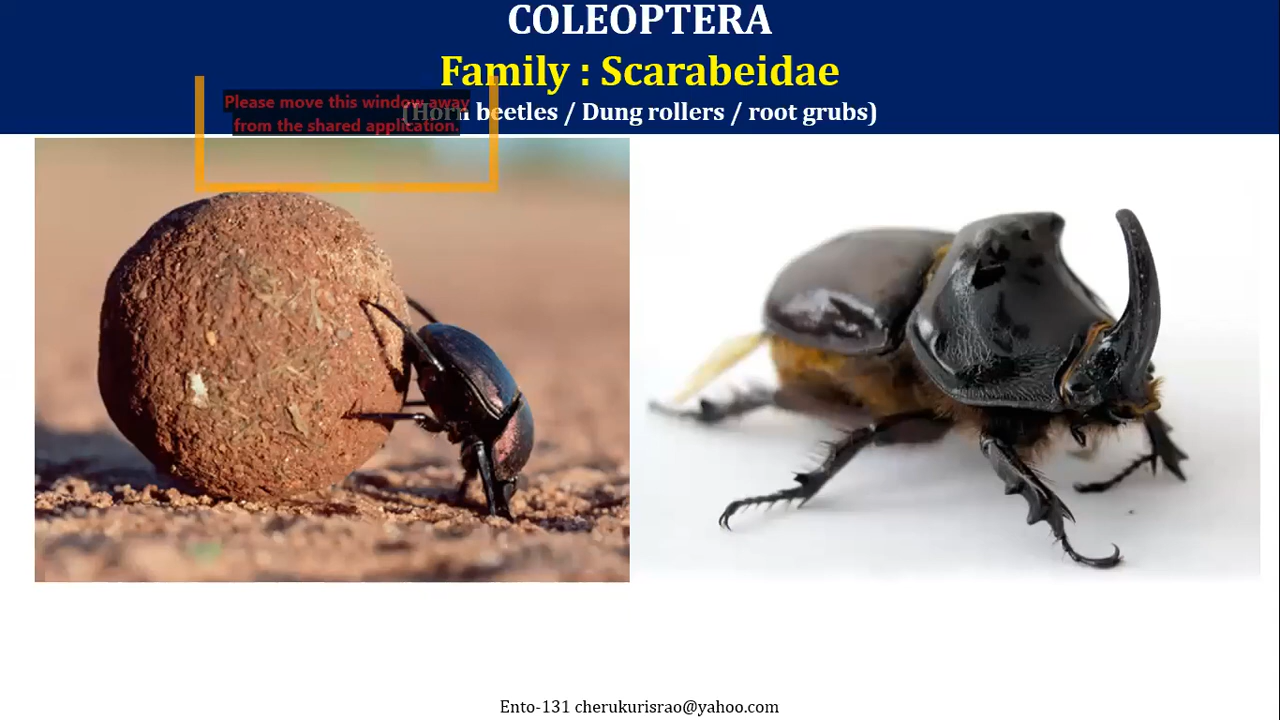 COLEOPTERA
Family : Scarabeidae
Please move this window away
from the shared application.
(Horn beetles / Dung rollers / root grubs)
Ento-131 cherukurisrao@yahoo.com